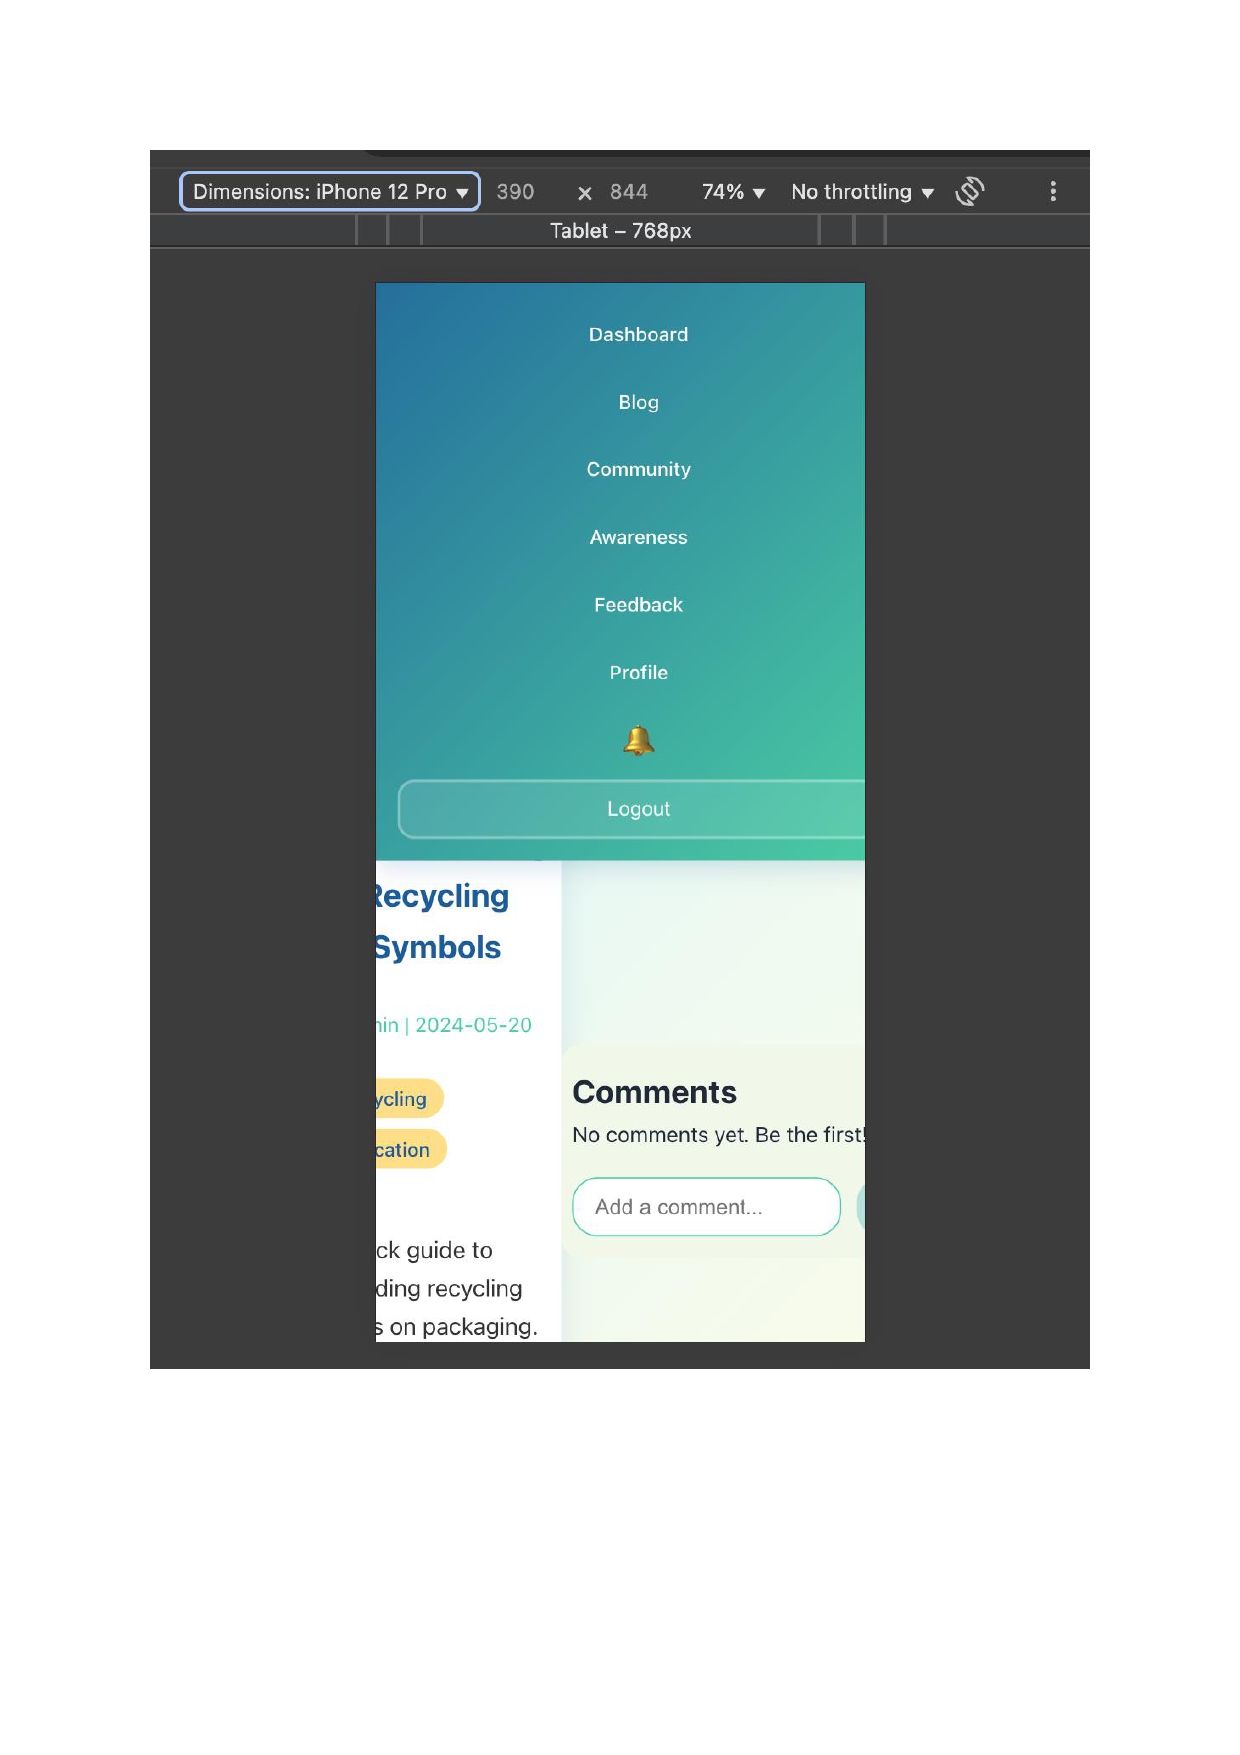 Dimensions: iPhone 12 Pro ▼ 390 × 844 74% ▼ No throttling ▼
Tablet – 768px
Dashboard
Blog
Community
Awareness
Feedback
Profile
Logout
Recycling
Symbols
nin | 2024-05-20
ycling
cation
ck guide to
ding recycling
s on packaging.
Comments
No comments yet. Be the first!
Add a comment...